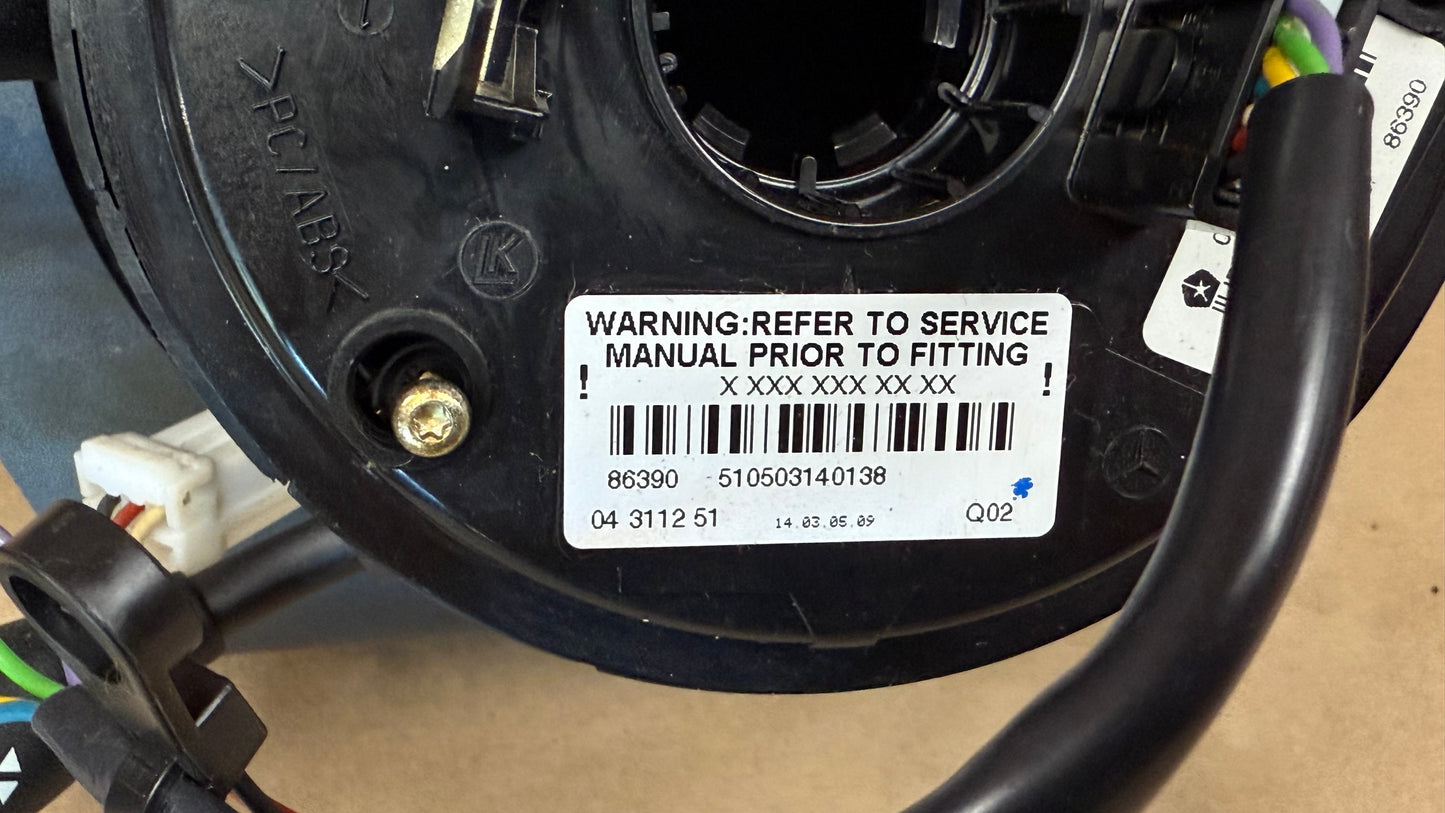 >PC/ABS<
LK
86390
WARNING:REFER TO SERVICE
MANUAL PRIOR TO FITTING
! X XXX XXX XX XX !
86390 510503140138
04 3112 51 14.03.05.09 Q02